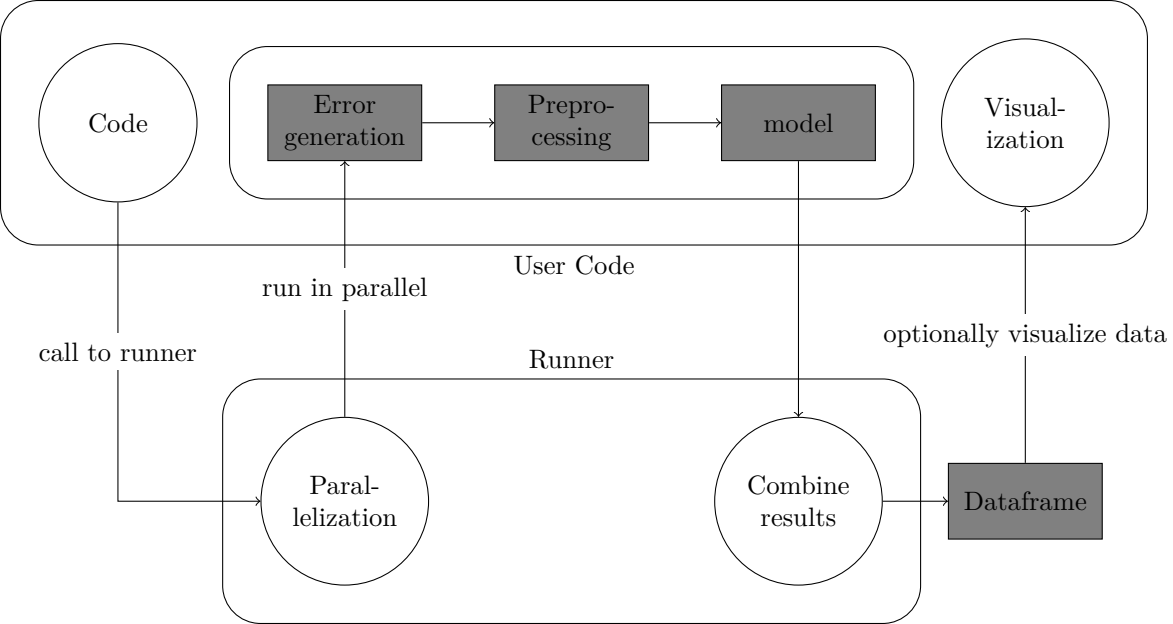 Code
Error
generation
Prepro-
cessing
model
Visual-
ization
User Code
run in parallel
call to runner
optionally visualize data
Runner
Paral-
lelization
Combine
results
Dataframe